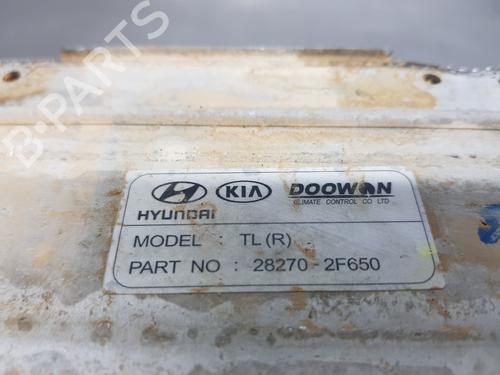 B-PARTS
HYUNDAI KIA DOOWON
CLIMATE CONTROL CO LTD
MODEL : TL (R)
PART NO : 28270 - 2F650